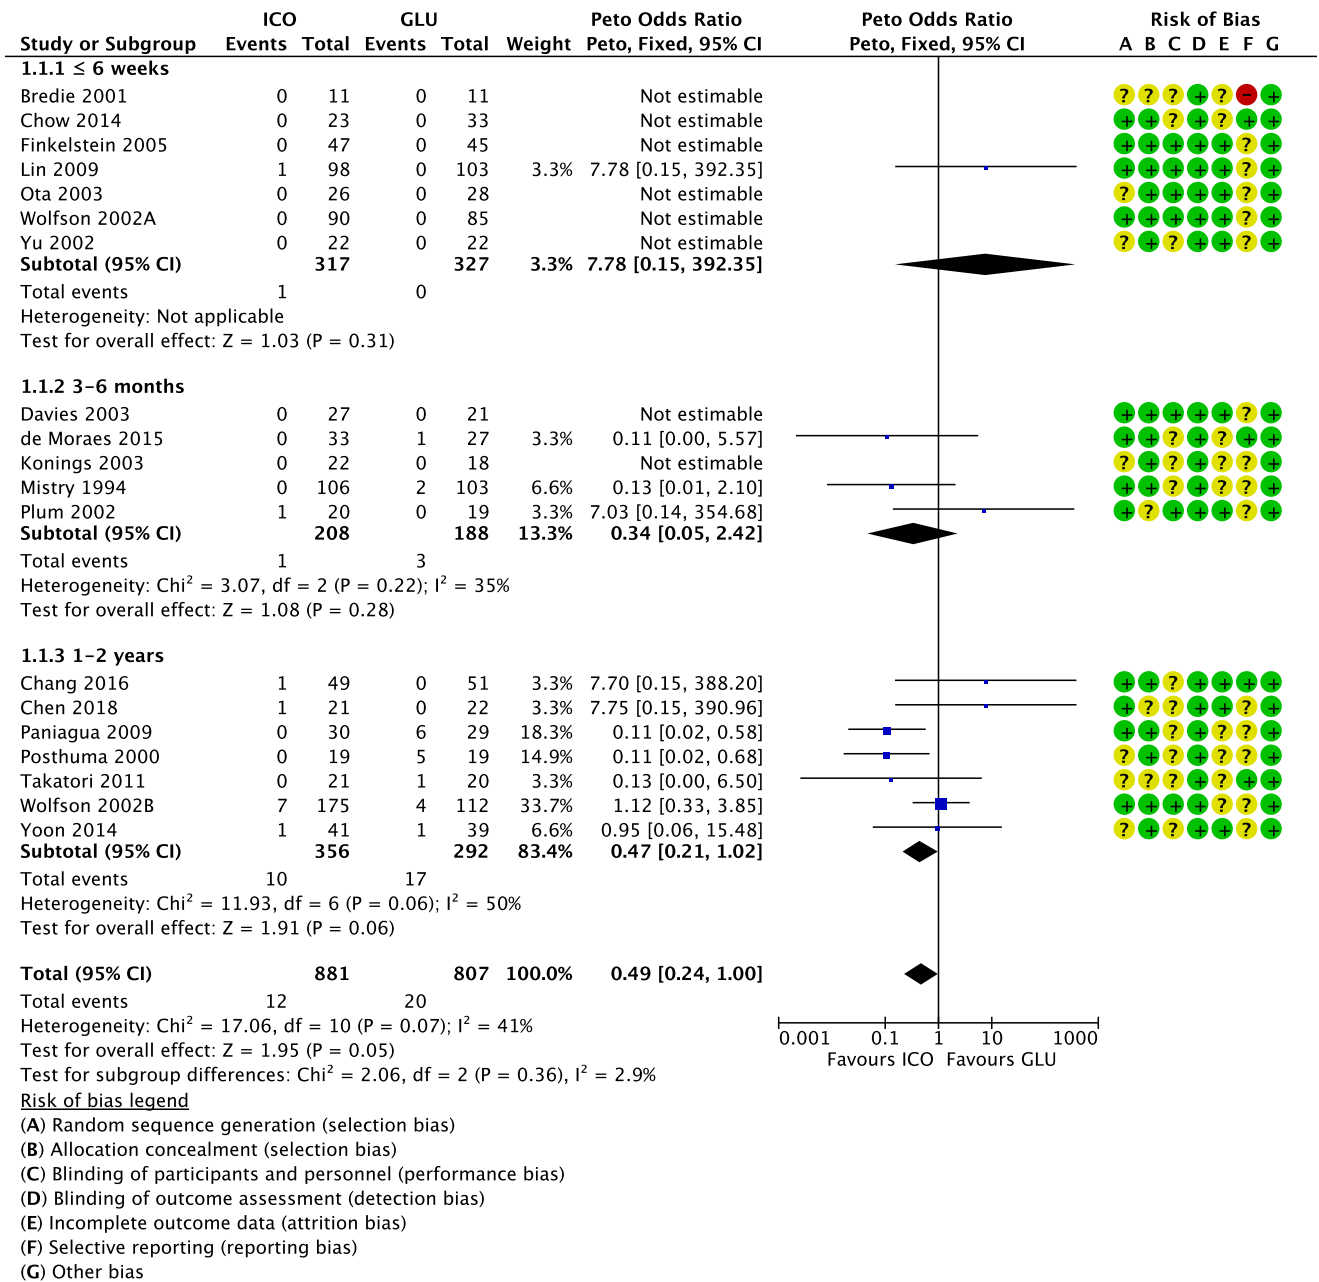 ICO GLU Peto Odds Ratio Peto Odds Ratio Risk of Bias
Study or Subgroup Events Total Events Total Weight Peto, Fixed, 95% CI Peto, Fixed, 95% CI A B C D E F G
1.1.1 ≤ 6 weeks
Bredie 2001 0 11 0 11 Not estimable ? ? ? + ? - +
Chow 2014 0 23 0 33 Not estimable + + ? + ? + +
Finkelstein 2005 0 47 0 45 Not estimable + + + + + ? +
Lin 2009 1 98 0 103 3.3% 7.78 [0.15, 392.35] + + + + + ? +
Ota 2003 0 26 0 28 Not estimable ? + + + + ? +
Wolfson 2002A 0 90 0 85 Not estimable + + + + + ? +
Yu 2002 0 22 0 22 Not estimable ? + ? + + ? +
Subtotal (95% CI) 317 327 3.3% 7.78 [0.15, 392.35]
Total events 1 0
Heterogeneity: Not applicable
Test for overall effect: Z = 1.03 (P = 0.31)
1.1.2 3-6 months
Davies 2003 0 27 0 21 Not estimable + + + + + ? +
de Moraes 2015 0 33 1 27 3.3% 0.11 [0.00, 5.57] + + ? + ? + +
Konings 2003 0 22 0 18 Not estimable ? + ? + ? ? +
Mistry 1994 0 106 2 103 6.6% 0.13 [0.01, 2.10] + + ? + ? ? +
Plum 2002 1 20 0 19 3.3% 7.03 [0.14, 354.68] + ? + + + ? +
Subtotal (95% CI) 208 188 13.3% 0.34 [0.05, 2.42]
Total events 1 3
Heterogeneity: Chi² = 3.07, df = 2 (P = 0.22); I² = 35%
Test for overall effect: Z = 1.08 (P = 0.28)
1.1.3 1-2 years
Chang 2016 1 49 0 51 3.3% 7.70 [0.15, 388.20] + + ? + + + +
Chen 2018 1 21 0 22 3.3% 7.75 [0.15, 390.96] + ? ? + + ? +
Paniagua 2009 0 30 6 29 18.3% 0.11 [0.02, 0.58] + + ? + ? ? +
Posthuma 2000 0 19 5 19 14.9% 0.11 [0.02, 0.68] ? + ? + ? ? +
Takatori 2011 0 21 1 20 3.3% 0.13 [0.00, 6.50] ? ? ? + ? + +
Wolfson 2002B 7 175 4 112 33.7% 1.12 [0.33, 3.85] + + + + ? ? +
Yoon 2014 1 41 1 39 6.6% 0.95 [0.06, 15.48] ? + ? + + ? +
Subtotal (95% CI) 356 292 83.4% 0.47 [0.21, 1.02]
Total events 10 17
Heterogeneity: Chi² = 11.93, df = 6 (P = 0.06); I² = 50%
Test for overall effect: Z = 1.91 (P = 0.06)
Total (95% CI) 881 807 100.0% 0.49 [0.24, 1.00]
Total events 12 20
Heterogeneity: Chi² = 17.06, df = 10 (P = 0.07); I² = 41%
Test for overall effect: Z = 1.95 (P = 0.05)
Test for subgroup differences: Chi² = 2.06, df = 2 (P = 0.36), I² = 2.9%
0.001 0.1 1 10 1000
Favours ICO Favours GLU
Risk of bias legend
(A) Random sequence generation (selection bias)
(B) Allocation concealment (selection bias)
(C) Blinding of participants and personnel (performance bias)
(D) Blinding of outcome assessment (detection bias)
(E) Incomplete outcome data (attrition bias)
(F) Selective reporting (reporting bias)
(G) Other bias